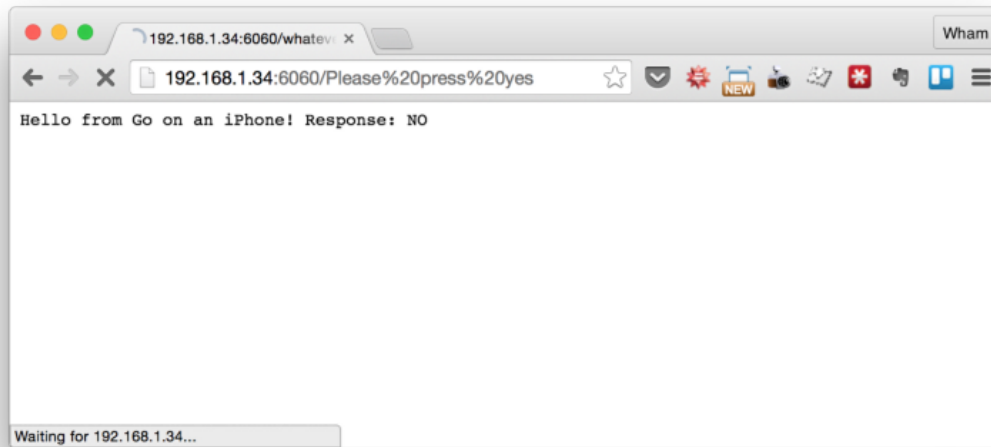 192.168.1.34:6060/whatev
Wham
192.168.1.34:6060/Please%20press%20yes
NEW
Hello from Go on an iPhone! Response: NO
Waiting for 192.168.1.34...